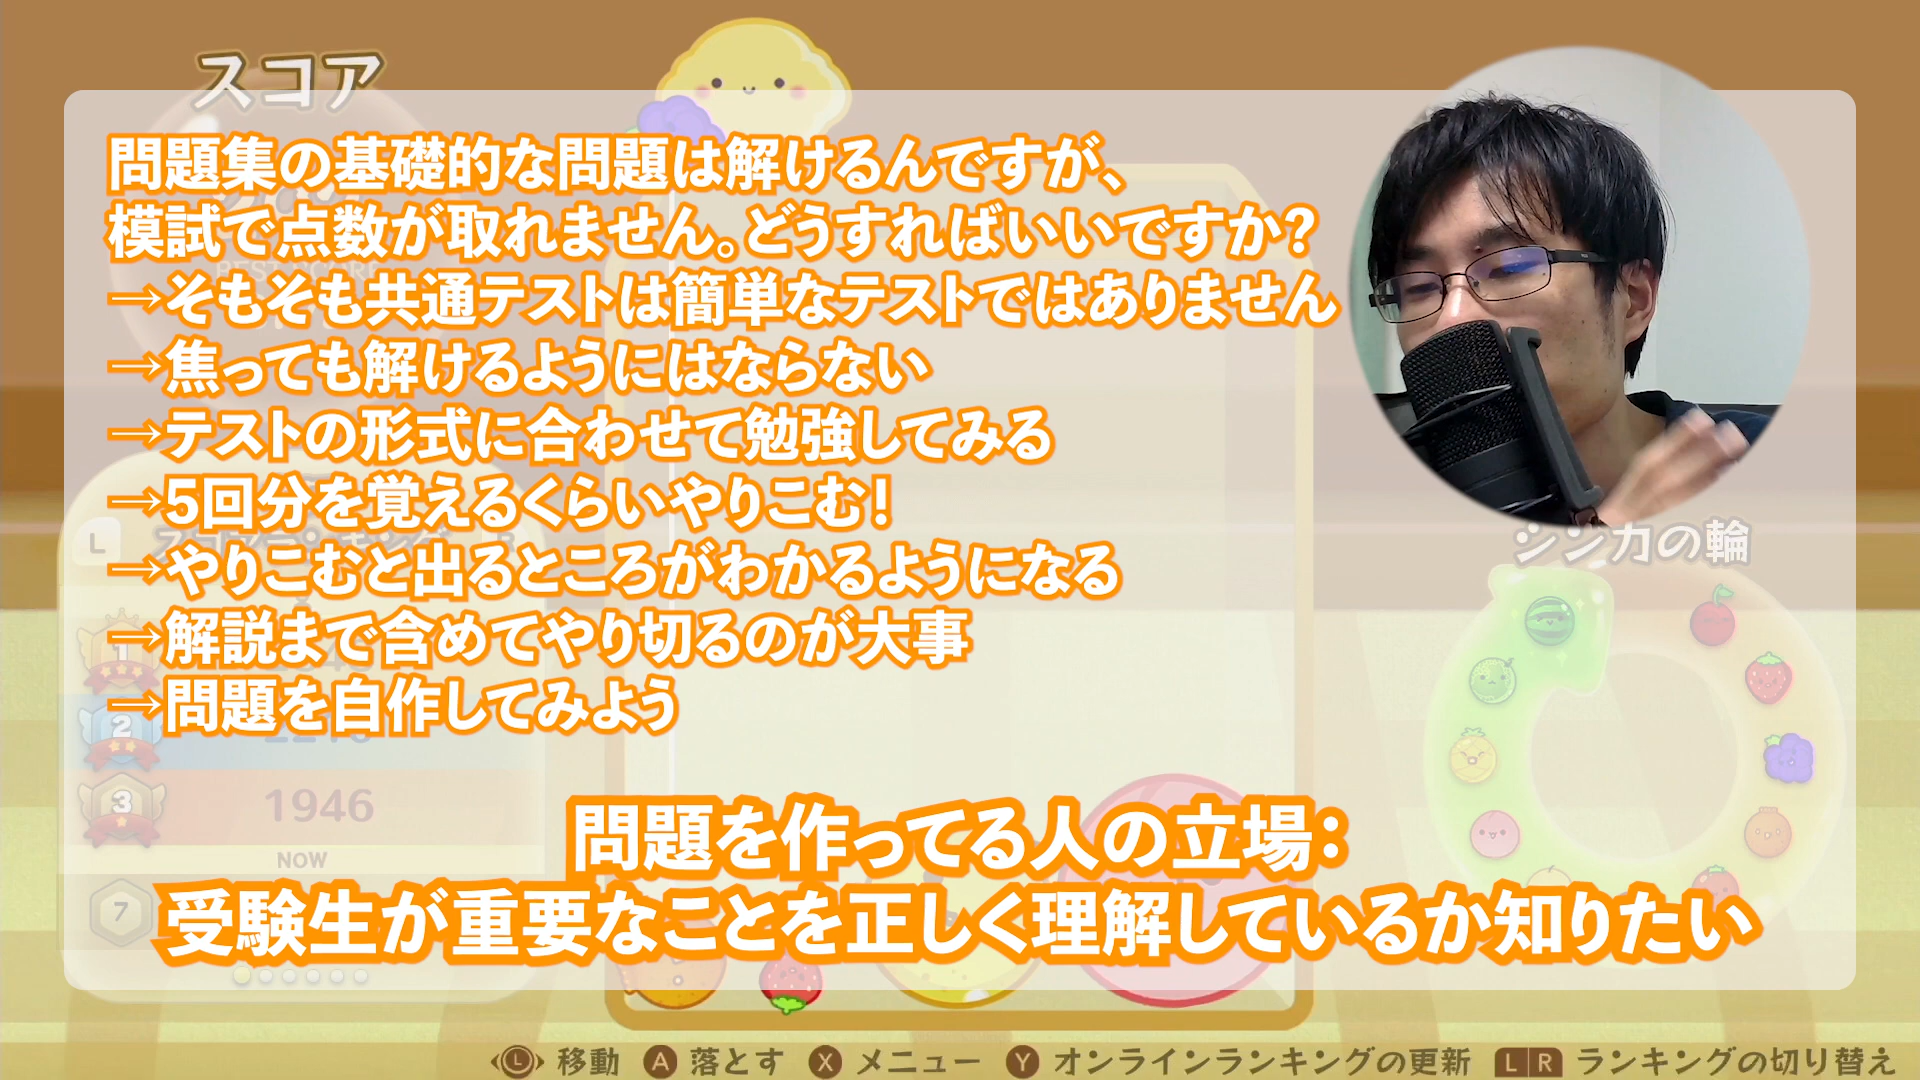 スコア
問題集の基礎的な問題は解けるんですが、
模試で点数が取れません。どうすればいいですか?
→そもそも共通テストは簡単なテストではありません
→焦っても解けるようにはならない
→テストの形式に合わせて勉強してみる
→5回分を覚えるくらいやりこむ!
→やりこむと出るところがわかるようになる
→解説まで含めてやり切るのが大事
→問題を自作してみよう
シンカの輪
L
1
2
3
1946
NOW
7
問題を作ってる人の立場:
受験生が重要なことを正しく理解しているか知りたい
L 移動 A 落とす X メニュー Y オンラインランキングの更新 L R ランキングの切り替え